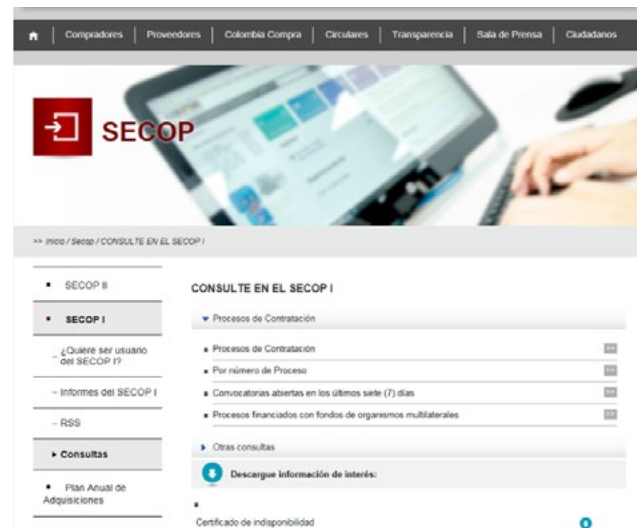 Compradores
Proveedores
Colombia Compra
Circulares
Transparencia
Sala de Prensa
Ciudadanos
SECOP
>> Inicio / Secop / CONSULTE EN EL SECOP I
SECOP II
SECOP I
– ¿Quiere ser usuario
del SECOP I?
– Informes del SECOP I
– RSS
Consultas
Plan Anual de
Adquisiciones
CONSULTE EN EL SECOP I
Procesos de Contratación
Procesos de Contratación
Por número de Proceso
Convocatorias abiertas en los últimos siete (7) días
Procesos financiados con fondos de organismos multilaterales
Otras consultas
Descargue información de interés:
Certificado de indisponibilidad